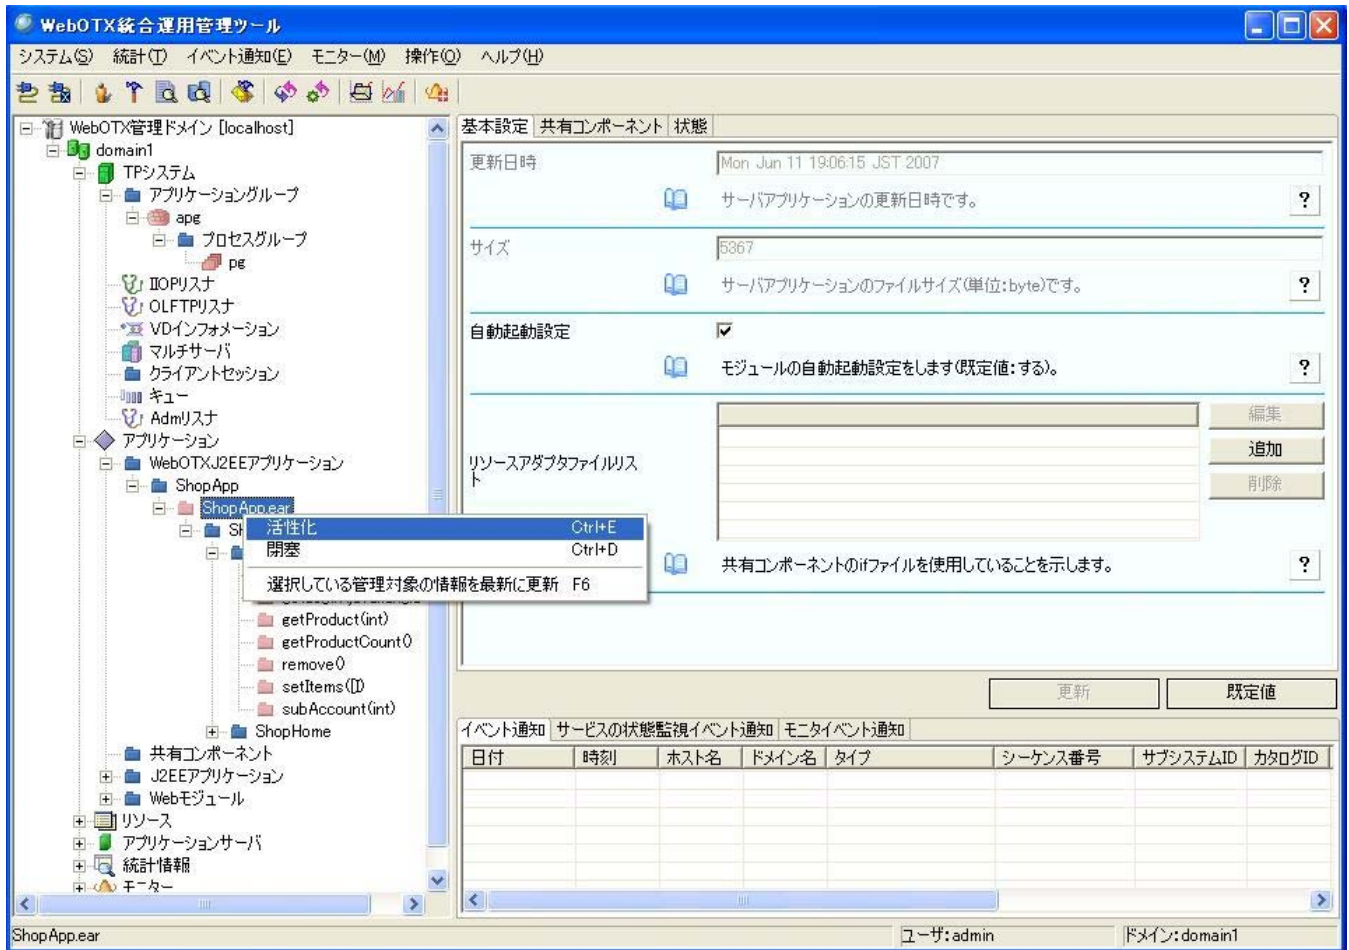 WebOTX統合運用管理ツール
システム(S) 統計(T) イベント通知(E) モニター(M) 操作(O) ヘルプ(H)
WebOTX管理ドメイン [localhost]
domain1
TPシステム
アプリケーショングループ
apg
プロセスグループ
pg
IIOPリスナ
OLFTPリスナ
VDインフォメーション
マルチサーバ
クライアントセッション
キュー
Admリスナ
アプリケーション
WebOTXJ2EEアプリケーション
ShopApp
ShopApp.ear
活性化 Ctrl+E
閉塞 Ctrl+D
選択している管理対象の情報を最新に更新 F6
getProduct(int)
getProductCount()
remove()
setItems([])
subAccount(int)
ShopHome
共有コンポーネント
J2EEアプリケーション
Webモジュール
リソース
アプリケーションサーバ
統計情報
モニター
基本設定 共有コンポーネント 状態
更新日時 Mon Jun 11 19:06:15 JST 2007
サーバアプリケーションの更新日時です。 ?
サイズ 5367
サーバアプリケーションのファイルサイズ(単位:byte)です。 ?
自動起動設定
モジュールの自動起動設定をします(既定値:する)。 ?
編集
追加
リソースアダプタファイルリス
ト
削除
共有コンポーネントのifファイルを使用していることを示します。 ?
更新 既定値
イベント通知 サービスの状態監視イベント通知 モニタイベント通知
日付 時刻 ホスト名 ドメイン名 タイプ シーケンス番号 サブシステムID カタログID
ShopApp.ear ユーザ:admin ドメイン:domain1